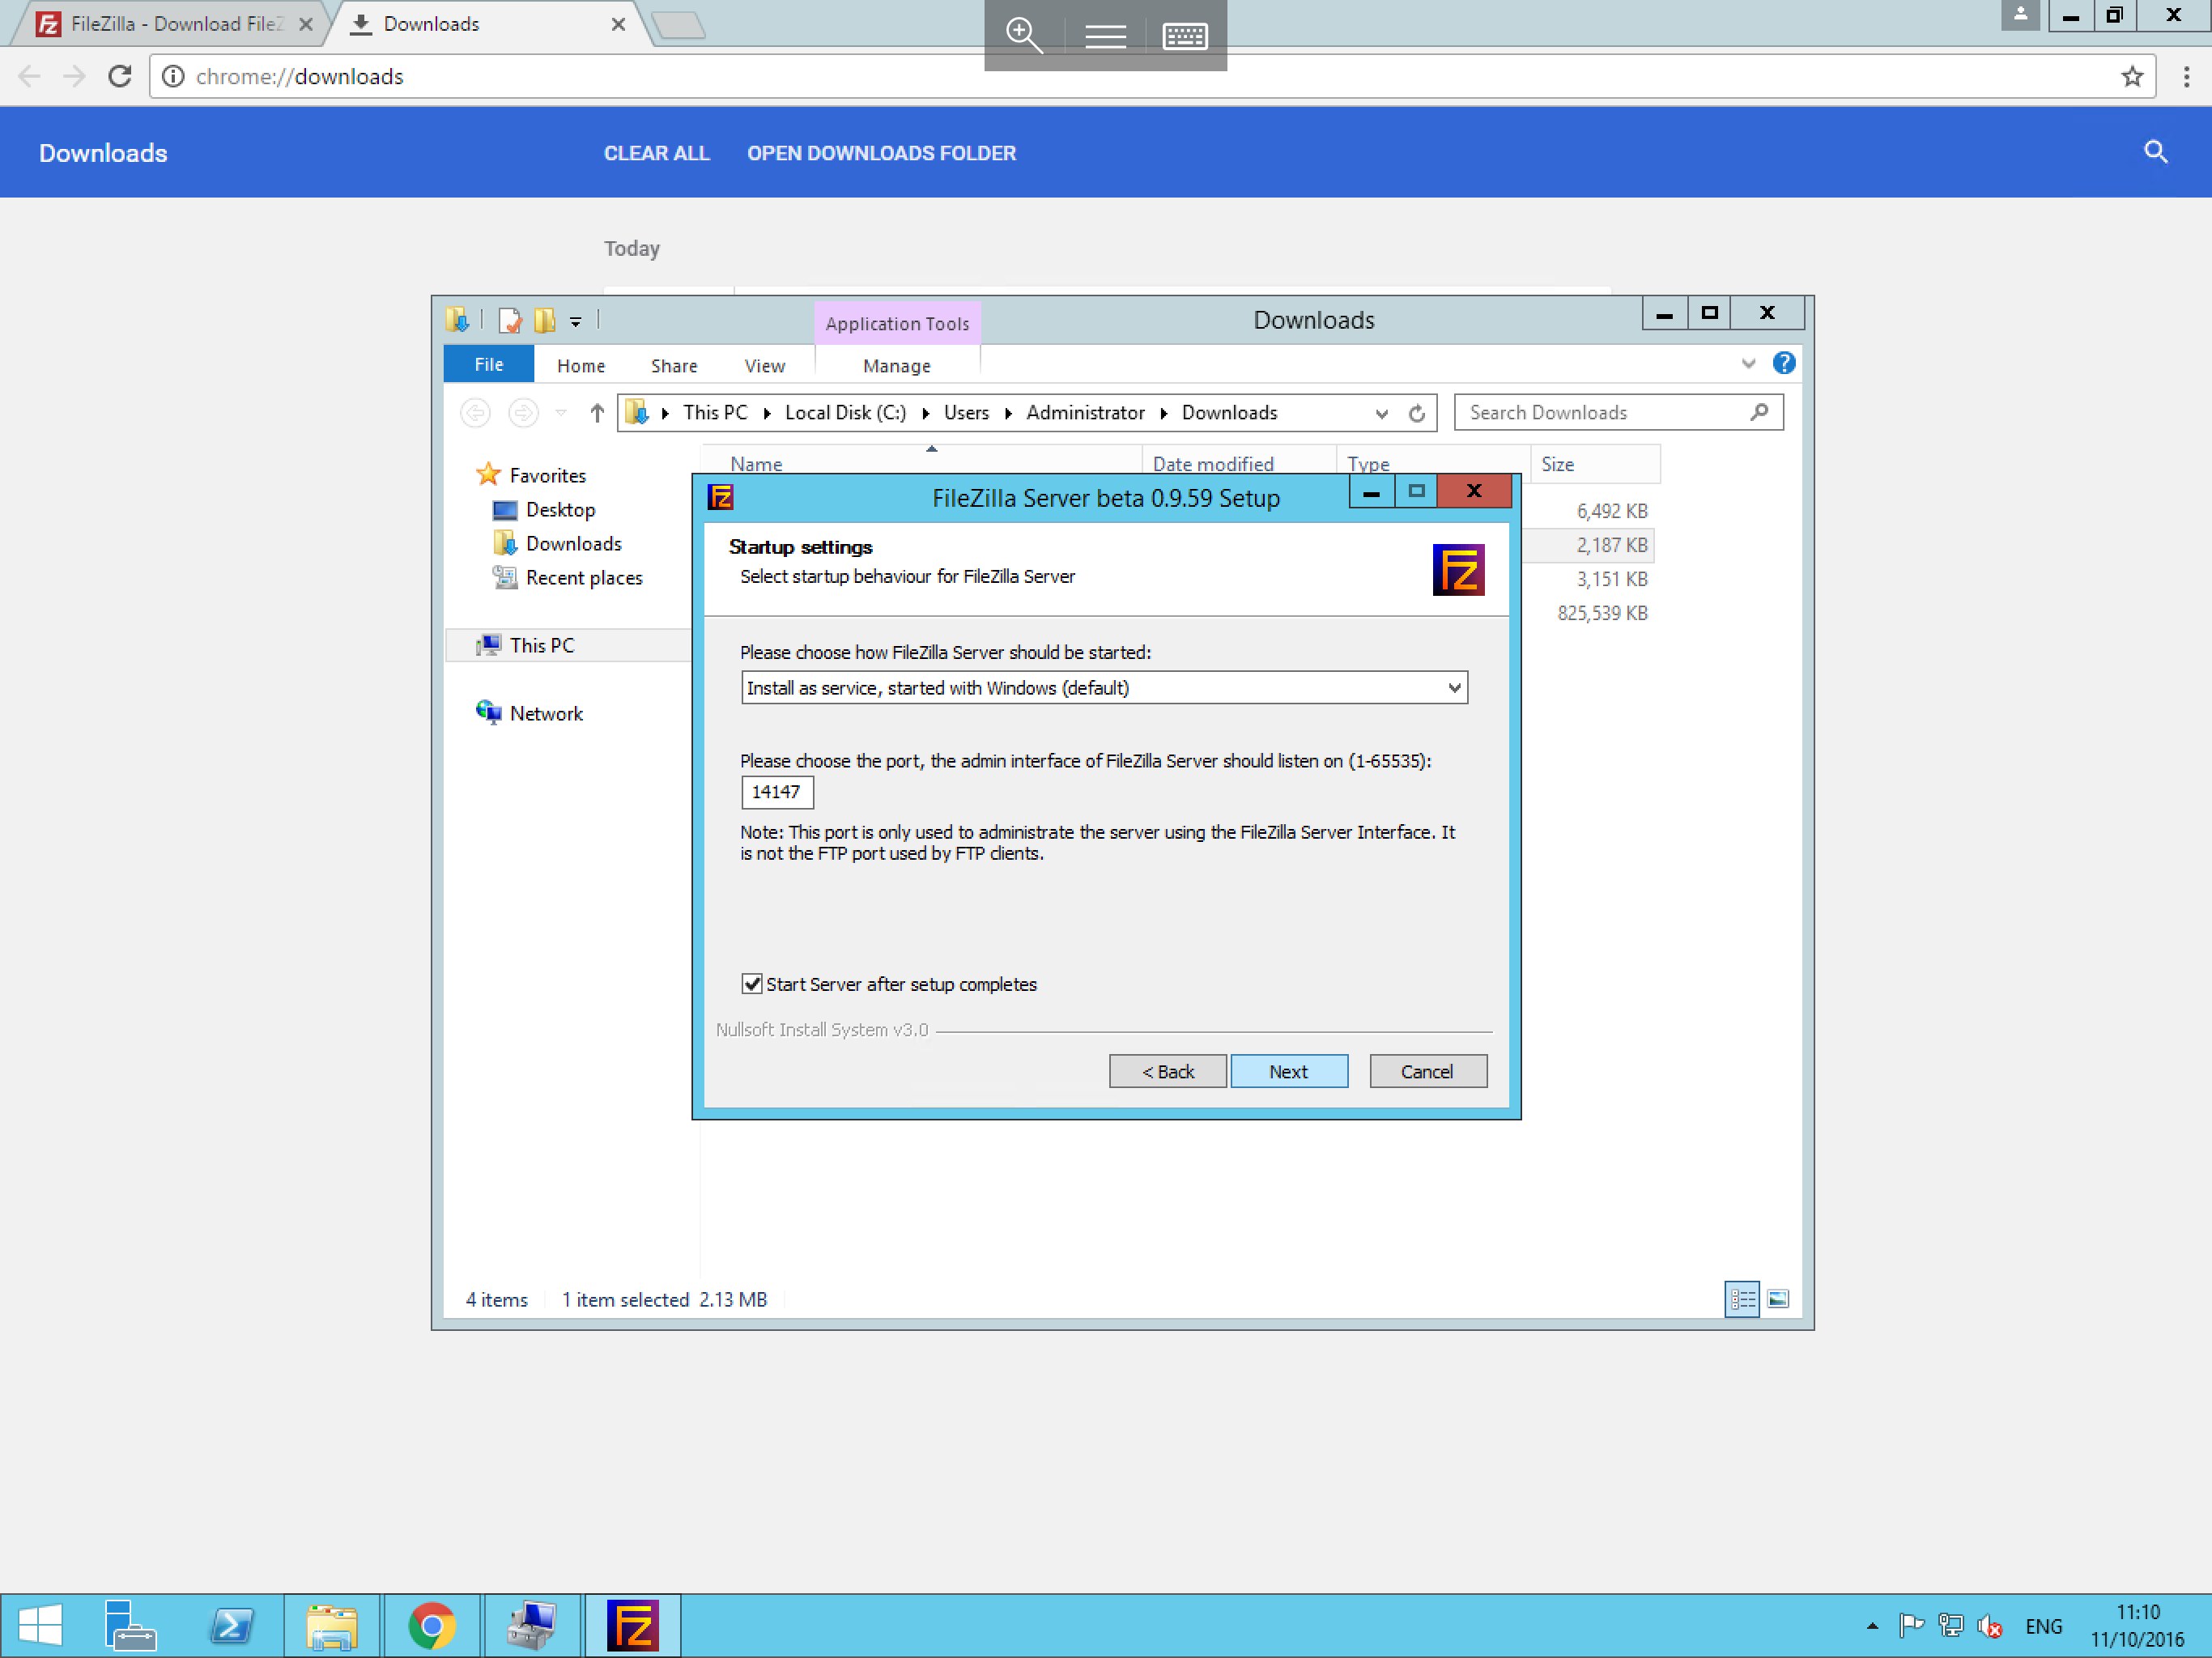 FileZilla - Download FileZ
Downloads
chrome://downloads
Downloads
CLEAR ALL
OPEN DOWNLOADS FOLDER
Today
Application Tools
Downloads
File
Home
Share
View
Manage
This PC
Local Disk (C:)
Users
Administrator
Downloads
Search Downloads
Name
Date modified
Type
Size
Favorites
Desktop
Downloads
Recent places
This PC
Network
6,492 KB
2,187 KB
3,151 KB
825,539 KB
FileZilla Server beta 0.9.59 Setup
Startup settings
Select startup behaviour for FileZilla Server
Please choose how FileZilla Server should be started:
Install as service, started with Windows (default)
Please choose the port, the admin interface of FileZilla Server should listen on (1-65535):
14147
Note: This port is only used to administrate the server using the FileZilla Server Interface. It
is not the FTP port used by FTP clients.
Start Server after setup completes
Nullsoft Install System v3.0
< Back
Next
Cancel
4 items
1 item selected 2.13 MB
ENG
11:10
11/10/2016